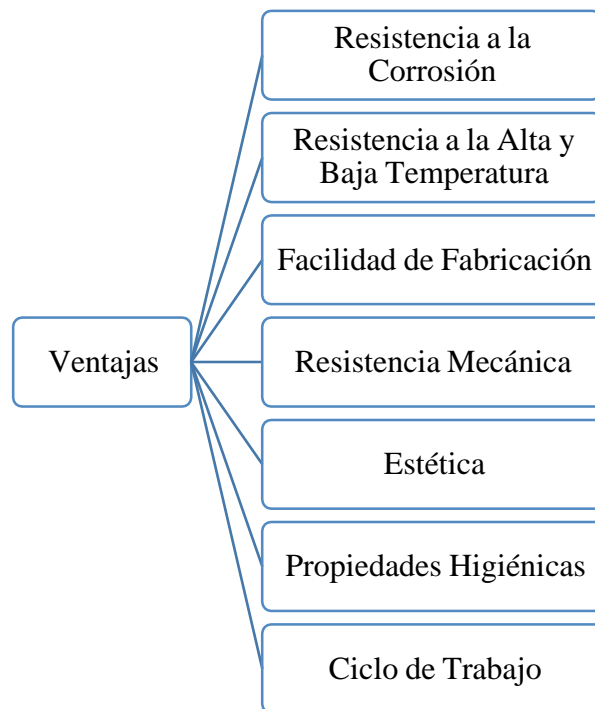 Resistencia a la
Corrosión
Resistencia a la Alta y
Baja Temperatura
Facilidad de Fabricación
Ventajas
Resistencia Mecánica
Estética
Propiedades Higiénicas
Ciclo de Trabajo